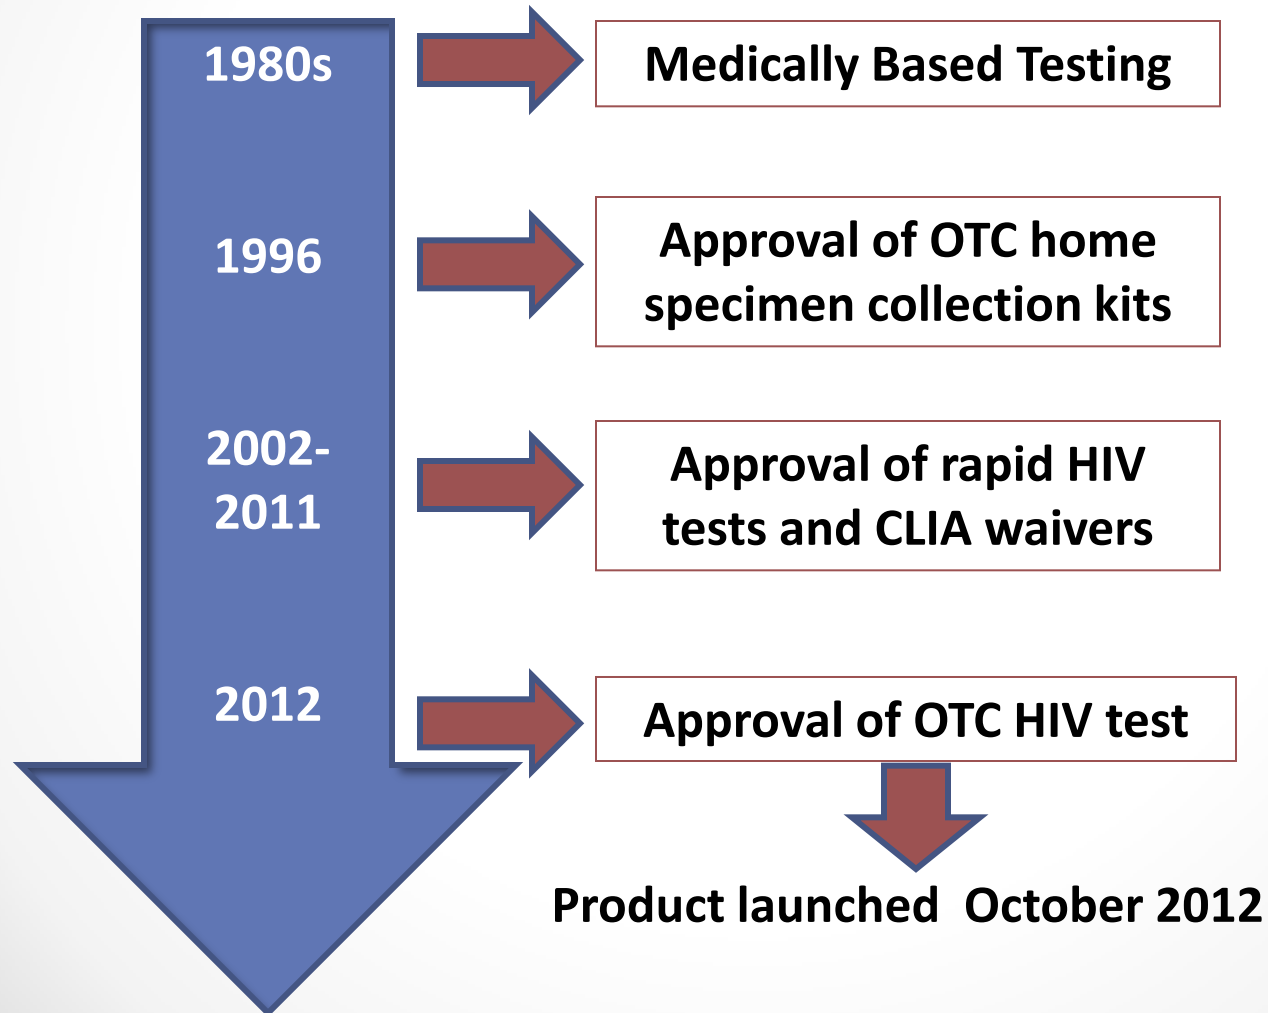 1980s
Medically Based Testing
1996
Approval of OTC home
specimen collection kits
2002-
2011
Approval of rapid HIV
tests and CLIA waivers
2012
Approval of OTC HIV test
Product launched  October 2012